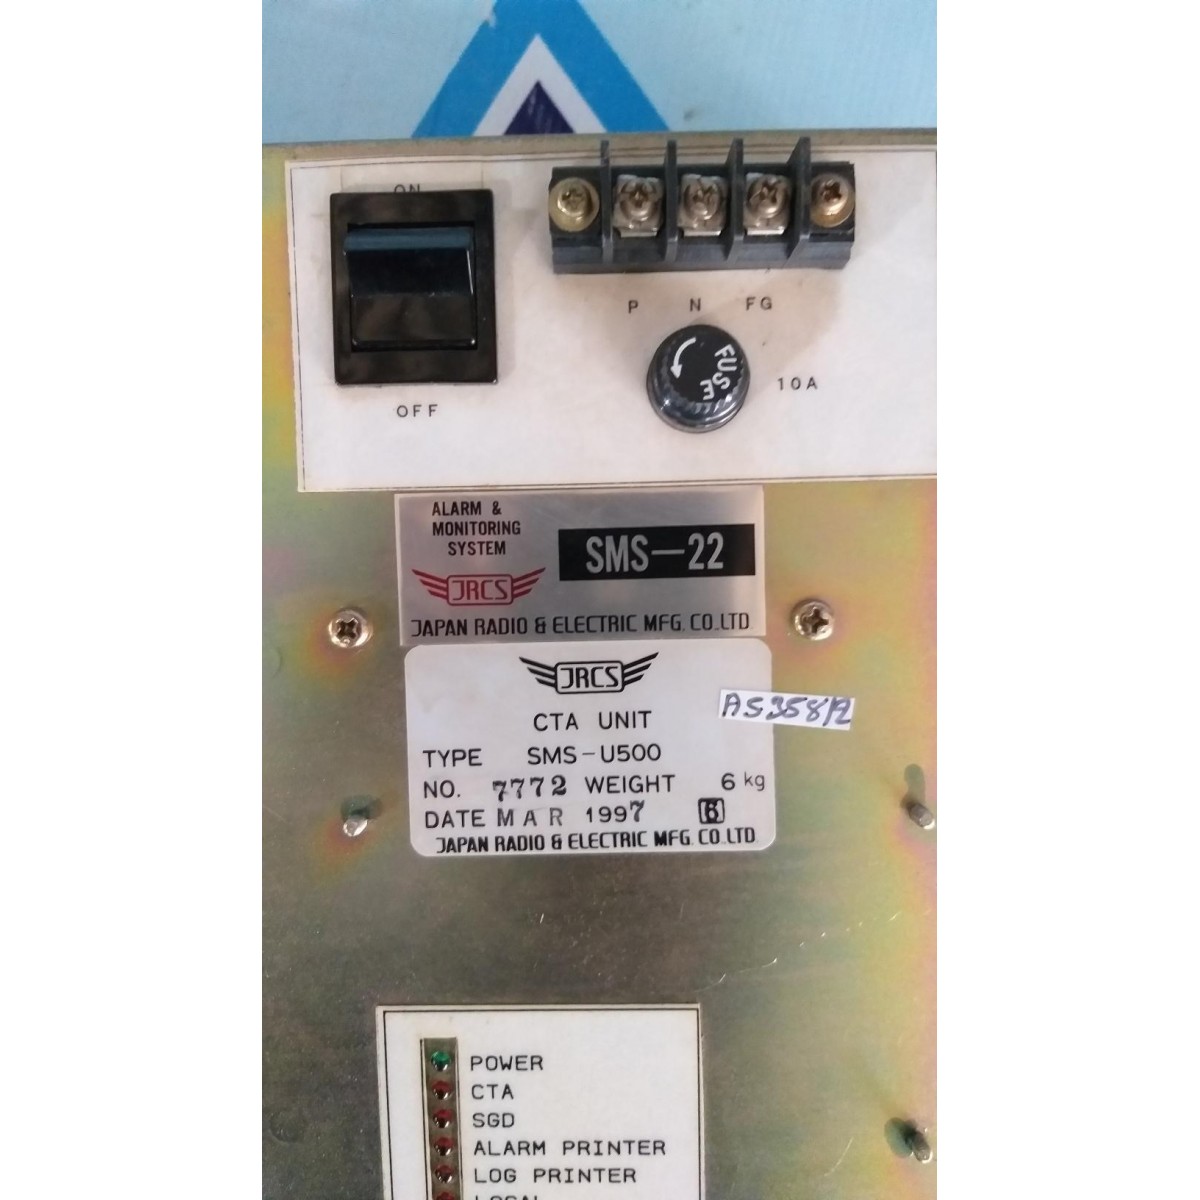 ON
OFF
P N FG
FUSE
10A
ALARM &
MONITORING
SYSTEM
SMS-22
JRCS
JAPAN RADIO & ELECTRIC MFG. CO.,LTD.
JRCS
CTA UNIT
AS358/2
TYPE SMS-U500
NO. 7772 WEIGHT 6 kg
DATE MAR 1997 6
JAPAN RADIO & ELECTRIC MFG. CO.,LTD.
POWER
CTA
SGD
ALARM PRINTER
LOG PRINTER
LOCAL